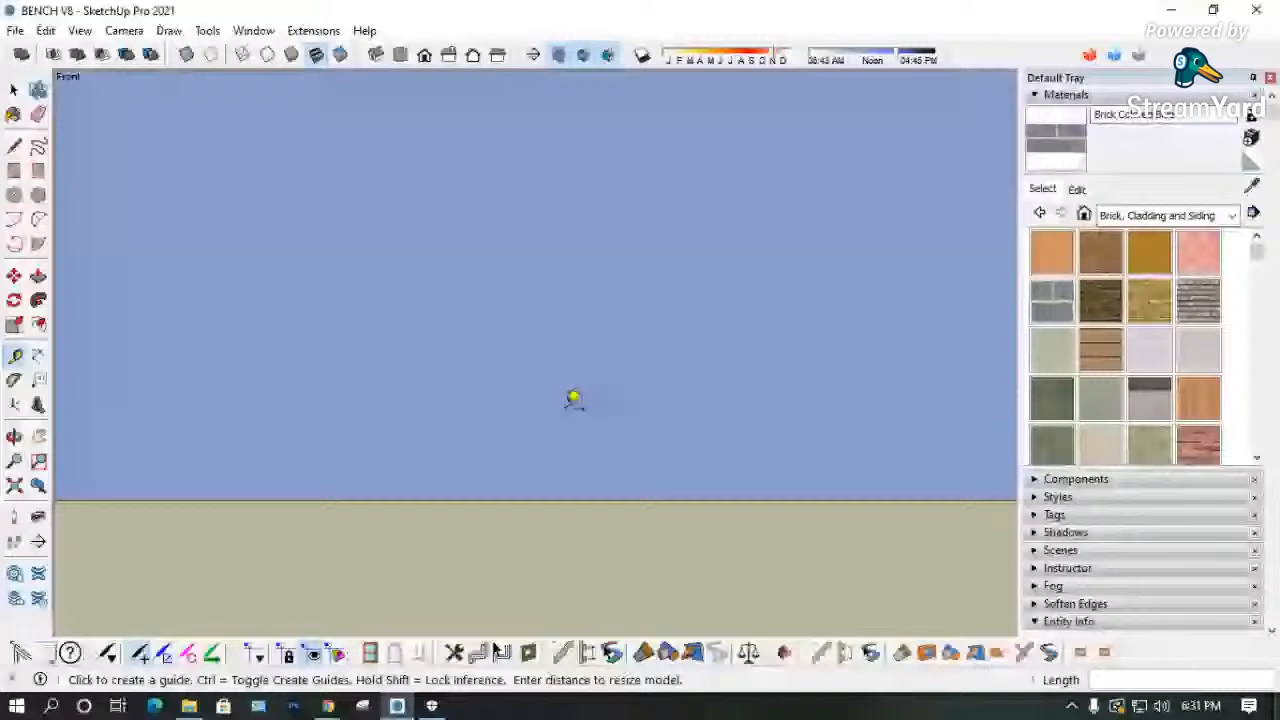 BENCH V8 - SketchUp Pro 2021
File Edit View Camera Draw Tools Window Extensions Help
Powered by
StreamYard
J F M A M J J A S O N D
06:43 AM Noon 04:45 PM
Front
Default Tray
Materials
Select Edit
Brick, Cladding and Siding
Components
Styles
Tags
Shadows
Scenes
Instructor
Fog
Soften Edges
Entity Info
Click to create a guide. Ctrl = Toggle Create Guides. Hold Shift = Lock Inference. Enter distance to resize model.
Length
6:31 PM